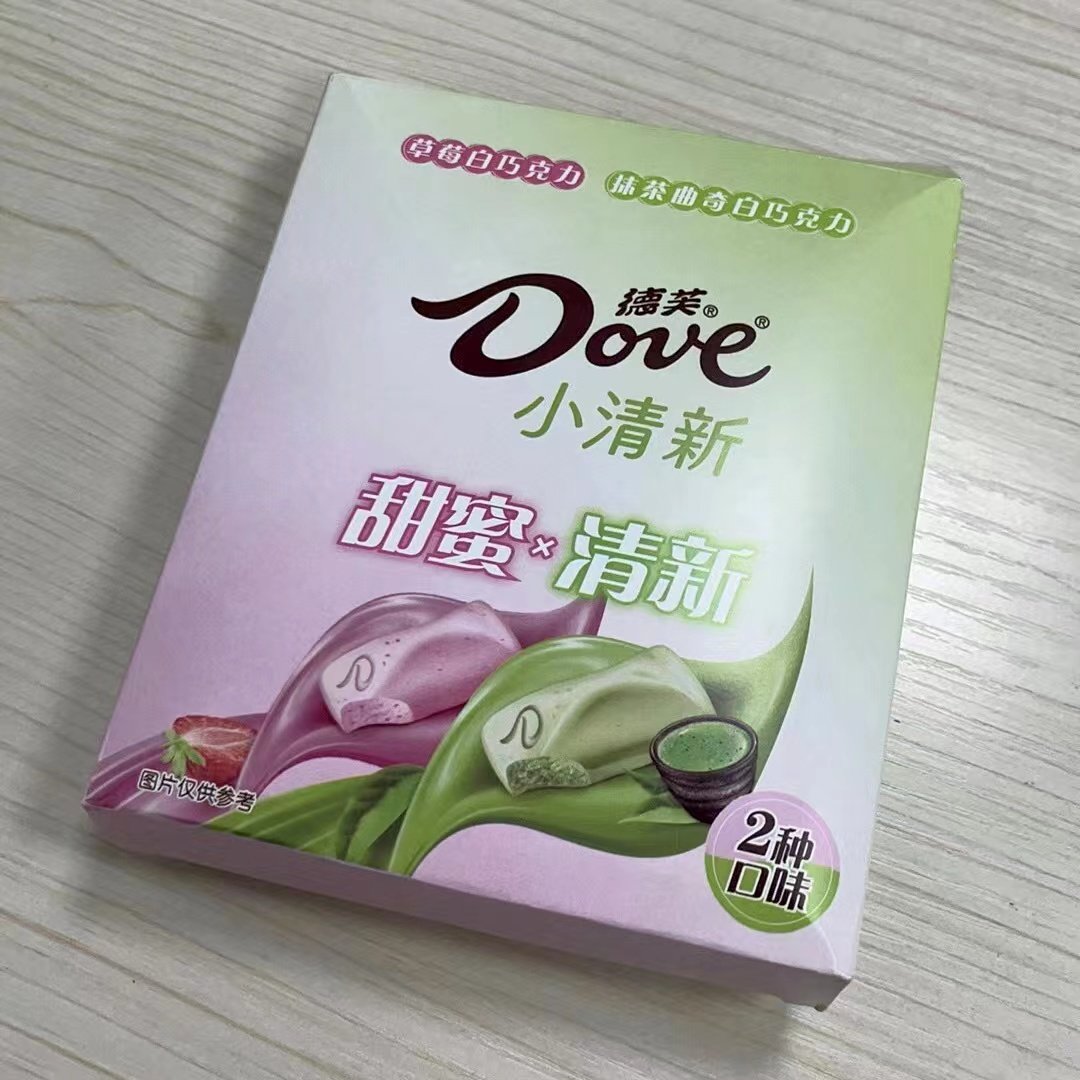 草莓白巧克力 抹茶曲奇白巧克力
德芙®
Dove®
小清新
甜蜜×清新
图片仅供参考
2种
口味